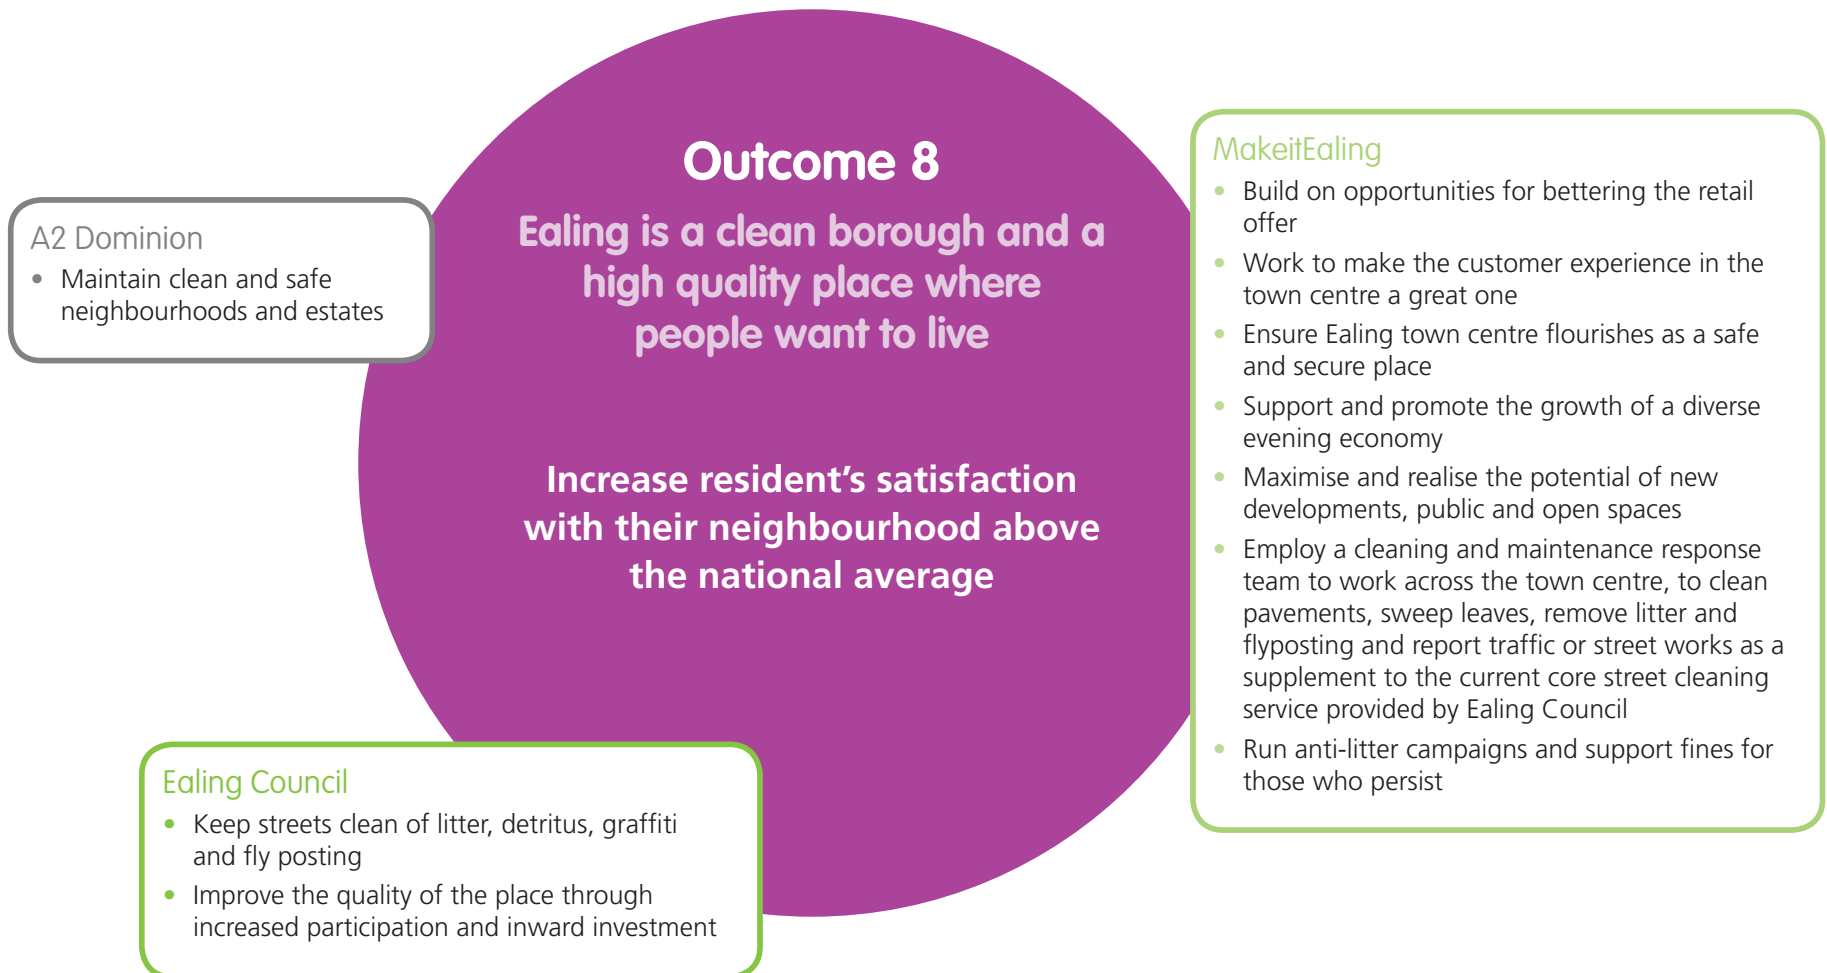 Outcome 8
Ealing is a clean borough and a
high quality place where
people want to live
Increase resident's satisfaction
with their neighbourhood above
the national average
A2 Dominion
• Maintain clean and safe
neighbourhoods and estates
Ealing Council
• Keep streets clean of litter, detritus, graffiti
and fly posting
• Improve the quality of the place through
increased participation and inward investment
MakeitEaling
• Build on opportunities for bettering the retail
offer
• Work to make the customer experience in the
town centre a great one
• Ensure Ealing town centre flourishes as a safe
and secure place
• Support and promote the growth of a diverse
evening economy
• Maximise and realise the potential of new
developments, public and open spaces
• Employ a cleaning and maintenance response
team to work across the town centre, to clean
pavements, sweep leaves, remove litter and
flyposting and report traffic or street works as a
supplement to the current core street cleaning
service provided by Ealing Council
• Run anti-litter campaigns and support fines for
those who persist